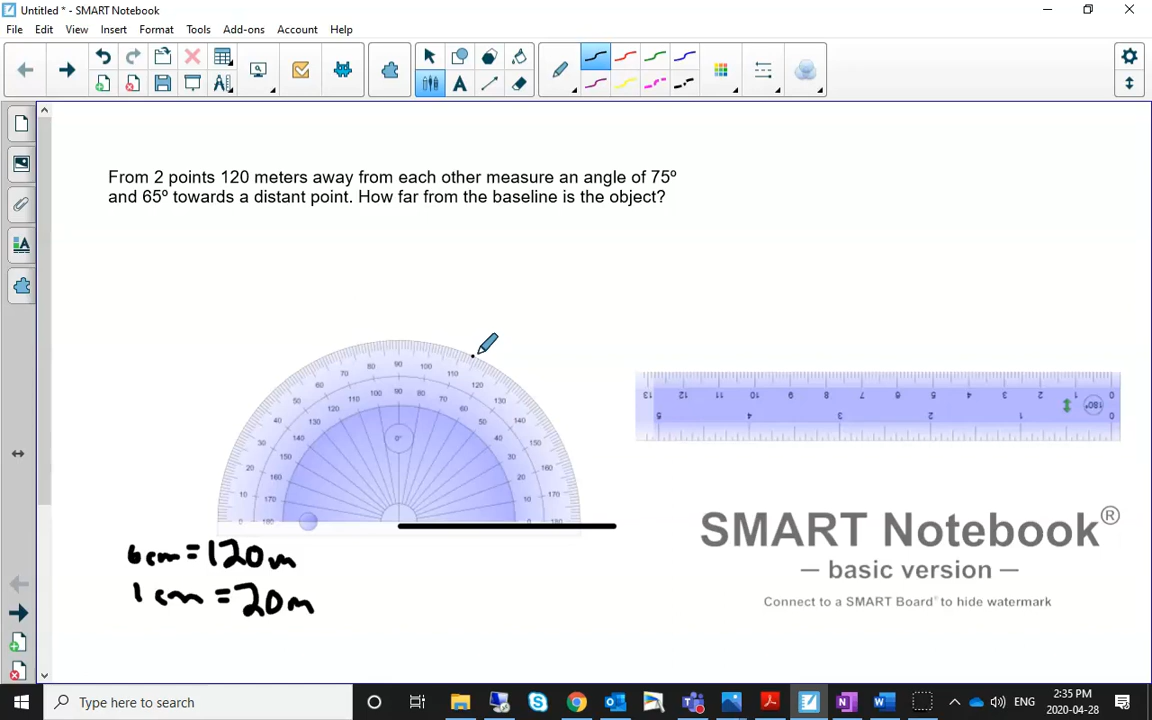 Untitled * - SMART Notebook
File Edit View Insert Format Tools Add-ons Account Help
From 2 points 120 meters away from each other measure an angle of 75º
and 65º towards a distant point. How far from the baseline is the object?
6cm = 120m
1cm = 20m
SMART Notebook®
— basic version —
Connect to a SMART Board® to hide watermark
Type here to search
ENG
2:35 PM
2020-04-28